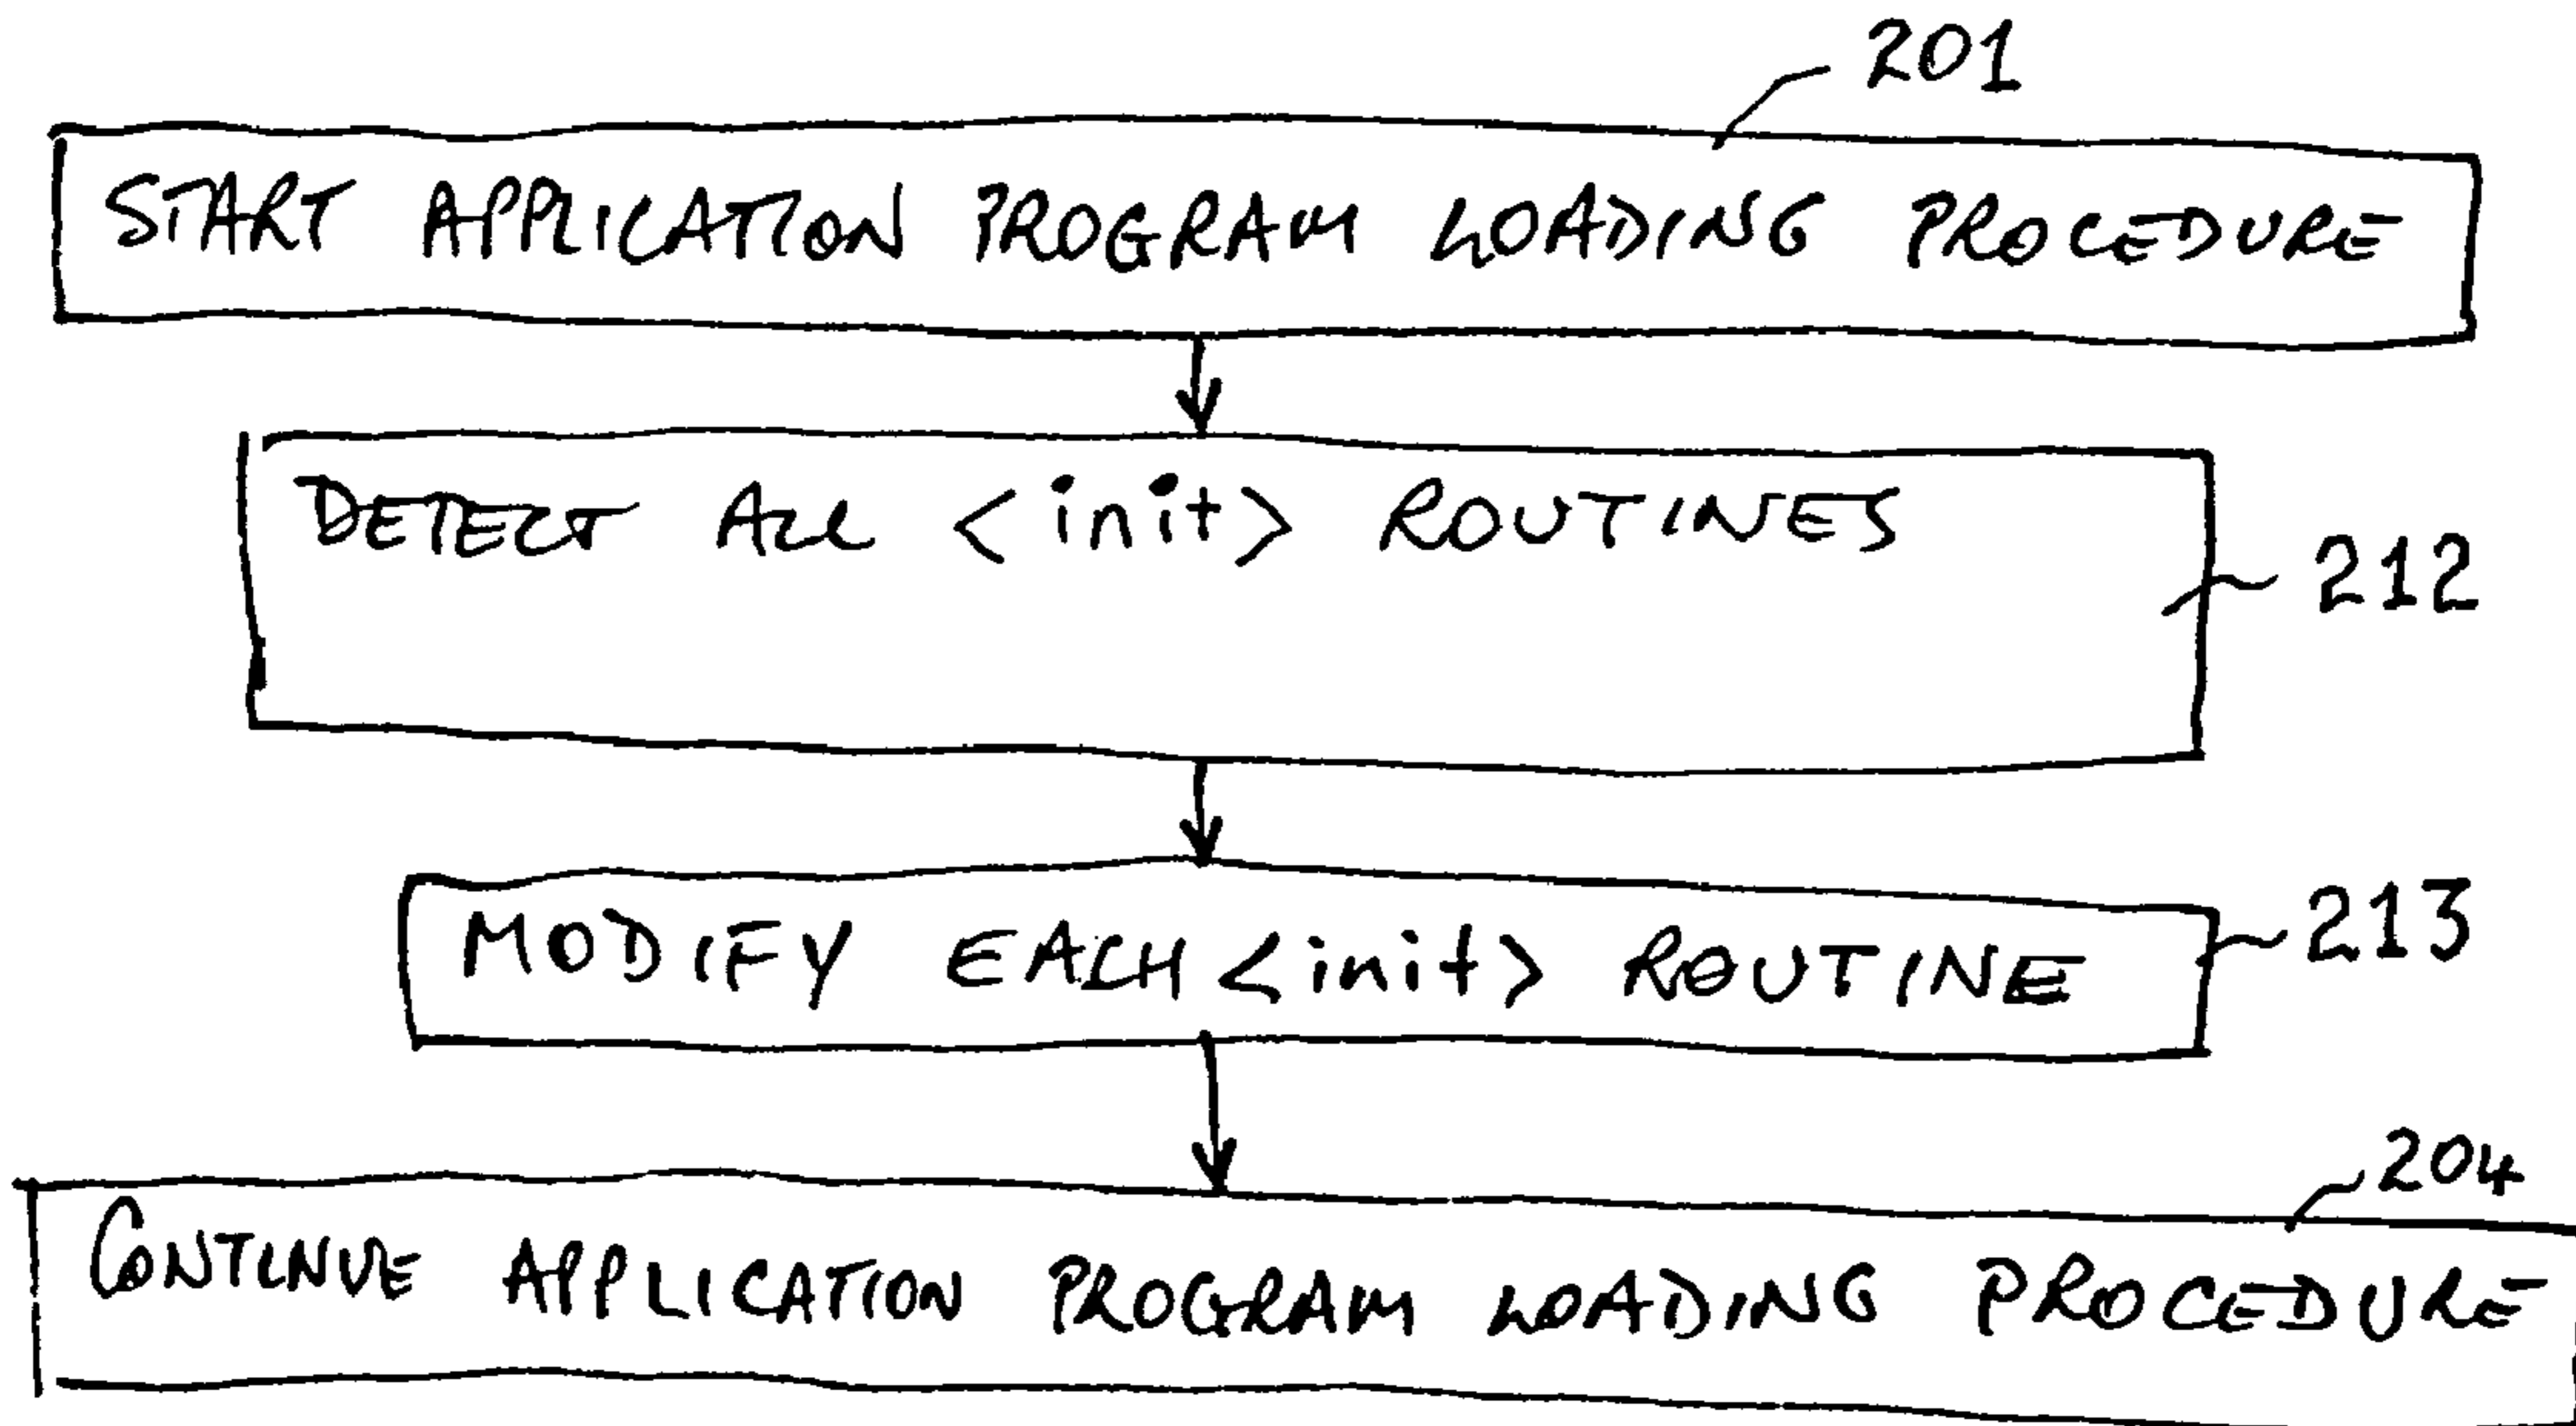 201
START APPLICATION PROGRAM LOADING PROCEDURE
DETECT ALL <init> ROUTINES
212
MODIFY EACH <init> ROUTINE
213
204
CONTINUE APPLICATION PROGRAM LOADING PROCEDURE